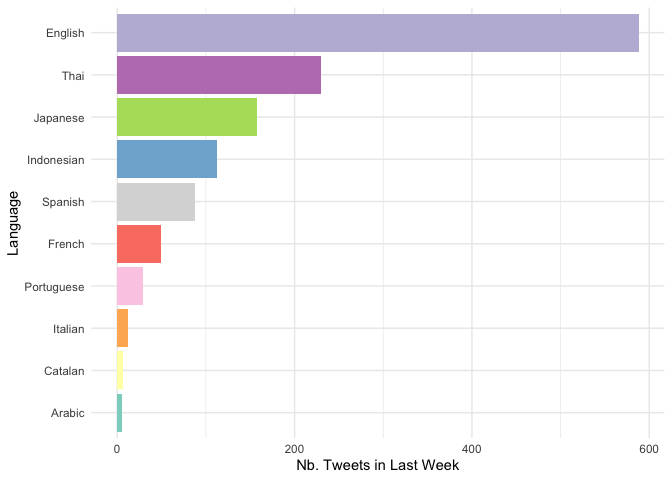 English
Thai
Japanese
Indonesian
Spanish
French
Portuguese
Italian
Catalan
Arabic
Language
0 200 400 600
Nb. Tweets in Last Week